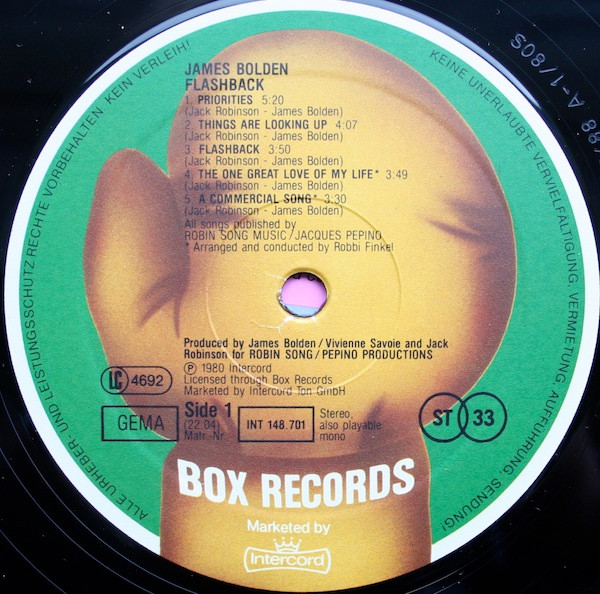 JAMES BOLDEN
FLASHBACK
1. PRIORITIES 5:20
(Jack Robinson - James Bolden)
2. THINGS ARE LOOKING UP 4:07
(Jack Robinson - James Bolden)
3. FLASHBACK 3:50
(Jack Robinson - James Bolden)
4. THE ONE GREAT LOVE OF MY LIFE* 3:49
(Jack Robinson - James Bolden)
5. A COMMERCIAL SONG* 3:30
(Jack Robinson - James Bolden)
All songs published by
ROBIN SONG MUSIC/JACQUES PEPINO
* Arranged and conducted by Robbi Finkel
Produced by James Bolden/Vivienne Savoie and Jack
Robinson for ROBIN SONG/PEPINO PRODUCTIONS
Ⓟ 1980 Intercord
Licensed through Box Records
Marketed by Intercord Ton GmbH
LC 4692
GEMA
Side 1
(22.04)
Matr.-Nr.
INT 148.701
Stereo,
also playable
mono
ST 33
BOX RECORDS
Marketed by
Intercord
ALLE URHEBER- UND LEISTUNGSSCHUTZRECHTE VORBEHALTEN KEIN VERLEIH!
KEINE UNERLAUBTE VERVIELFÄLTIGUNG, VERMIETUNG, AUFFÜHRUNG, SENDUNG!
A-1/80S